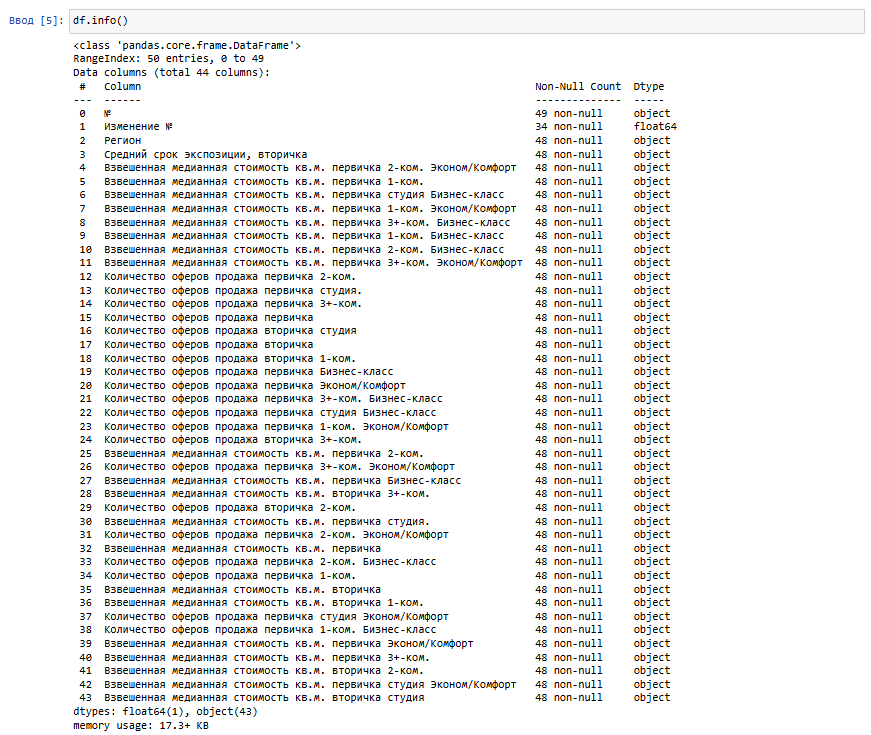 Ввод [5]: df.info()
<class 'pandas.core.frame.DataFrame'>
RangeIndex: 50 entries, 0 to 49
Data columns (total 44 columns):
# Column Non-Null Count Dtype
--- ------ -------------- -----
0 № 49 non-null object
1 Изменение № 34 non-null float64
2 Регион 48 non-null object
3 Средний срок экспозиции, вторичка 48 non-null object
4 Взвешенная медианная стоимость кв.м. первичка 2-ком. Эконом/Комфорт 48 non-null object
5 Взвешенная медианная стоимость кв.м. первичка 1-ком. 48 non-null object
6 Взвешенная медианная стоимость кв.м. первичка студия Бизнес-класс 48 non-null object
7 Взвешенная медианная стоимость кв.м. первичка 1-ком. Эконом/Комфорт 48 non-null object
8 Взвешенная медианная стоимость кв.м. первичка 3+-ком. Бизнес-класс 48 non-null object
9 Взвешенная медианная стоимость кв.м. первичка 1-ком. Бизнес-класс 48 non-null object
10 Взвешенная медианная стоимость кв.м. первичка 2-ком. Бизнес-класс 48 non-null object
11 Взвешенная медианная стоимость кв.м. первичка 3+-ком. Эконом/Комфорт 48 non-null object
12 Количество оферов продажа первичка 2-ком. 48 non-null object
13 Количество оферов продажа первичка студия. 48 non-null object
14 Количество оферов продажа первичка 3+-ком. 48 non-null object
15 Количество оферов продажа первичка 48 non-null object
16 Количество оферов продажа вторичка студия 48 non-null object
17 Количество оферов продажа вторичка 48 non-null object
18 Количество оферов продажа вторичка 1-ком. 48 non-null object
19 Количество оферов продажа первичка Бизнес-класс 48 non-null object
20 Количество оферов продажа первичка Эконом/Комфорт 48 non-null object
21 Количество оферов продажа первичка 3+-ком. Бизнес-класс 48 non-null object
22 Количество оферов продажа первичка студия Бизнес-класс 48 non-null object
23 Количество оферов продажа первичка 1-ком. Эконом/Комфорт 48 non-null object
24 Количество оферов продажа вторичка 3+-ком. 48 non-null object
25 Взвешенная медианная стоимость кв.м. первичка 2-ком. 48 non-null object
26 Количество оферов продажа первичка 3+-ком. Эконом/Комфорт 48 non-null object
27 Взвешенная медианная стоимость кв.м. первичка Бизнес-класс 48 non-null object
28 Взвешенная медианная стоимость кв.м. вторичка 3+-ком. 48 non-null object
29 Количество оферов продажа вторичка 2-ком. 48 non-null object
30 Взвешенная медианная стоимость кв.м. первичка студия. 48 non-null object
31 Количество оферов продажа первичка 2-ком. Эконом/Комфорт 48 non-null object
32 Взвешенная медианная стоимость кв.м. первичка 48 non-null object
33 Количество оферов продажа первичка 2-ком. Бизнес-класс 48 non-null object
34 Количество оферов продажа первичка 1-ком. 48 non-null object
35 Взвешенная медианная стоимость кв.м. вторичка 48 non-null object
36 Взвешенная медианная стоимость кв.м. вторичка 1-ком. 48 non-null object
37 Количество оферов продажа первичка студия Эконом/Комфорт 48 non-null object
38 Количество оферов продажа первичка 1-ком. Бизнес-класс 48 non-null object
39 Взвешенная медианная стоимость кв.м. первичка Эконом/Комфорт 48 non-null object
40 Взвешенная медианная стоимость кв.м. первичка 3+-ком. 48 non-null object
41 Взвешенная медианная стоимость кв.м. вторичка 2-ком. 48 non-null object
42 Взвешенная медианная стоимость кв.м. первичка студия Эконом/Комфорт 48 non-null object
43 Взвешенная медианная стоимость кв.м. вторичка студия 48 non-null object
dtypes: float64(1), object(43)
memory usage: 17.3+ KB